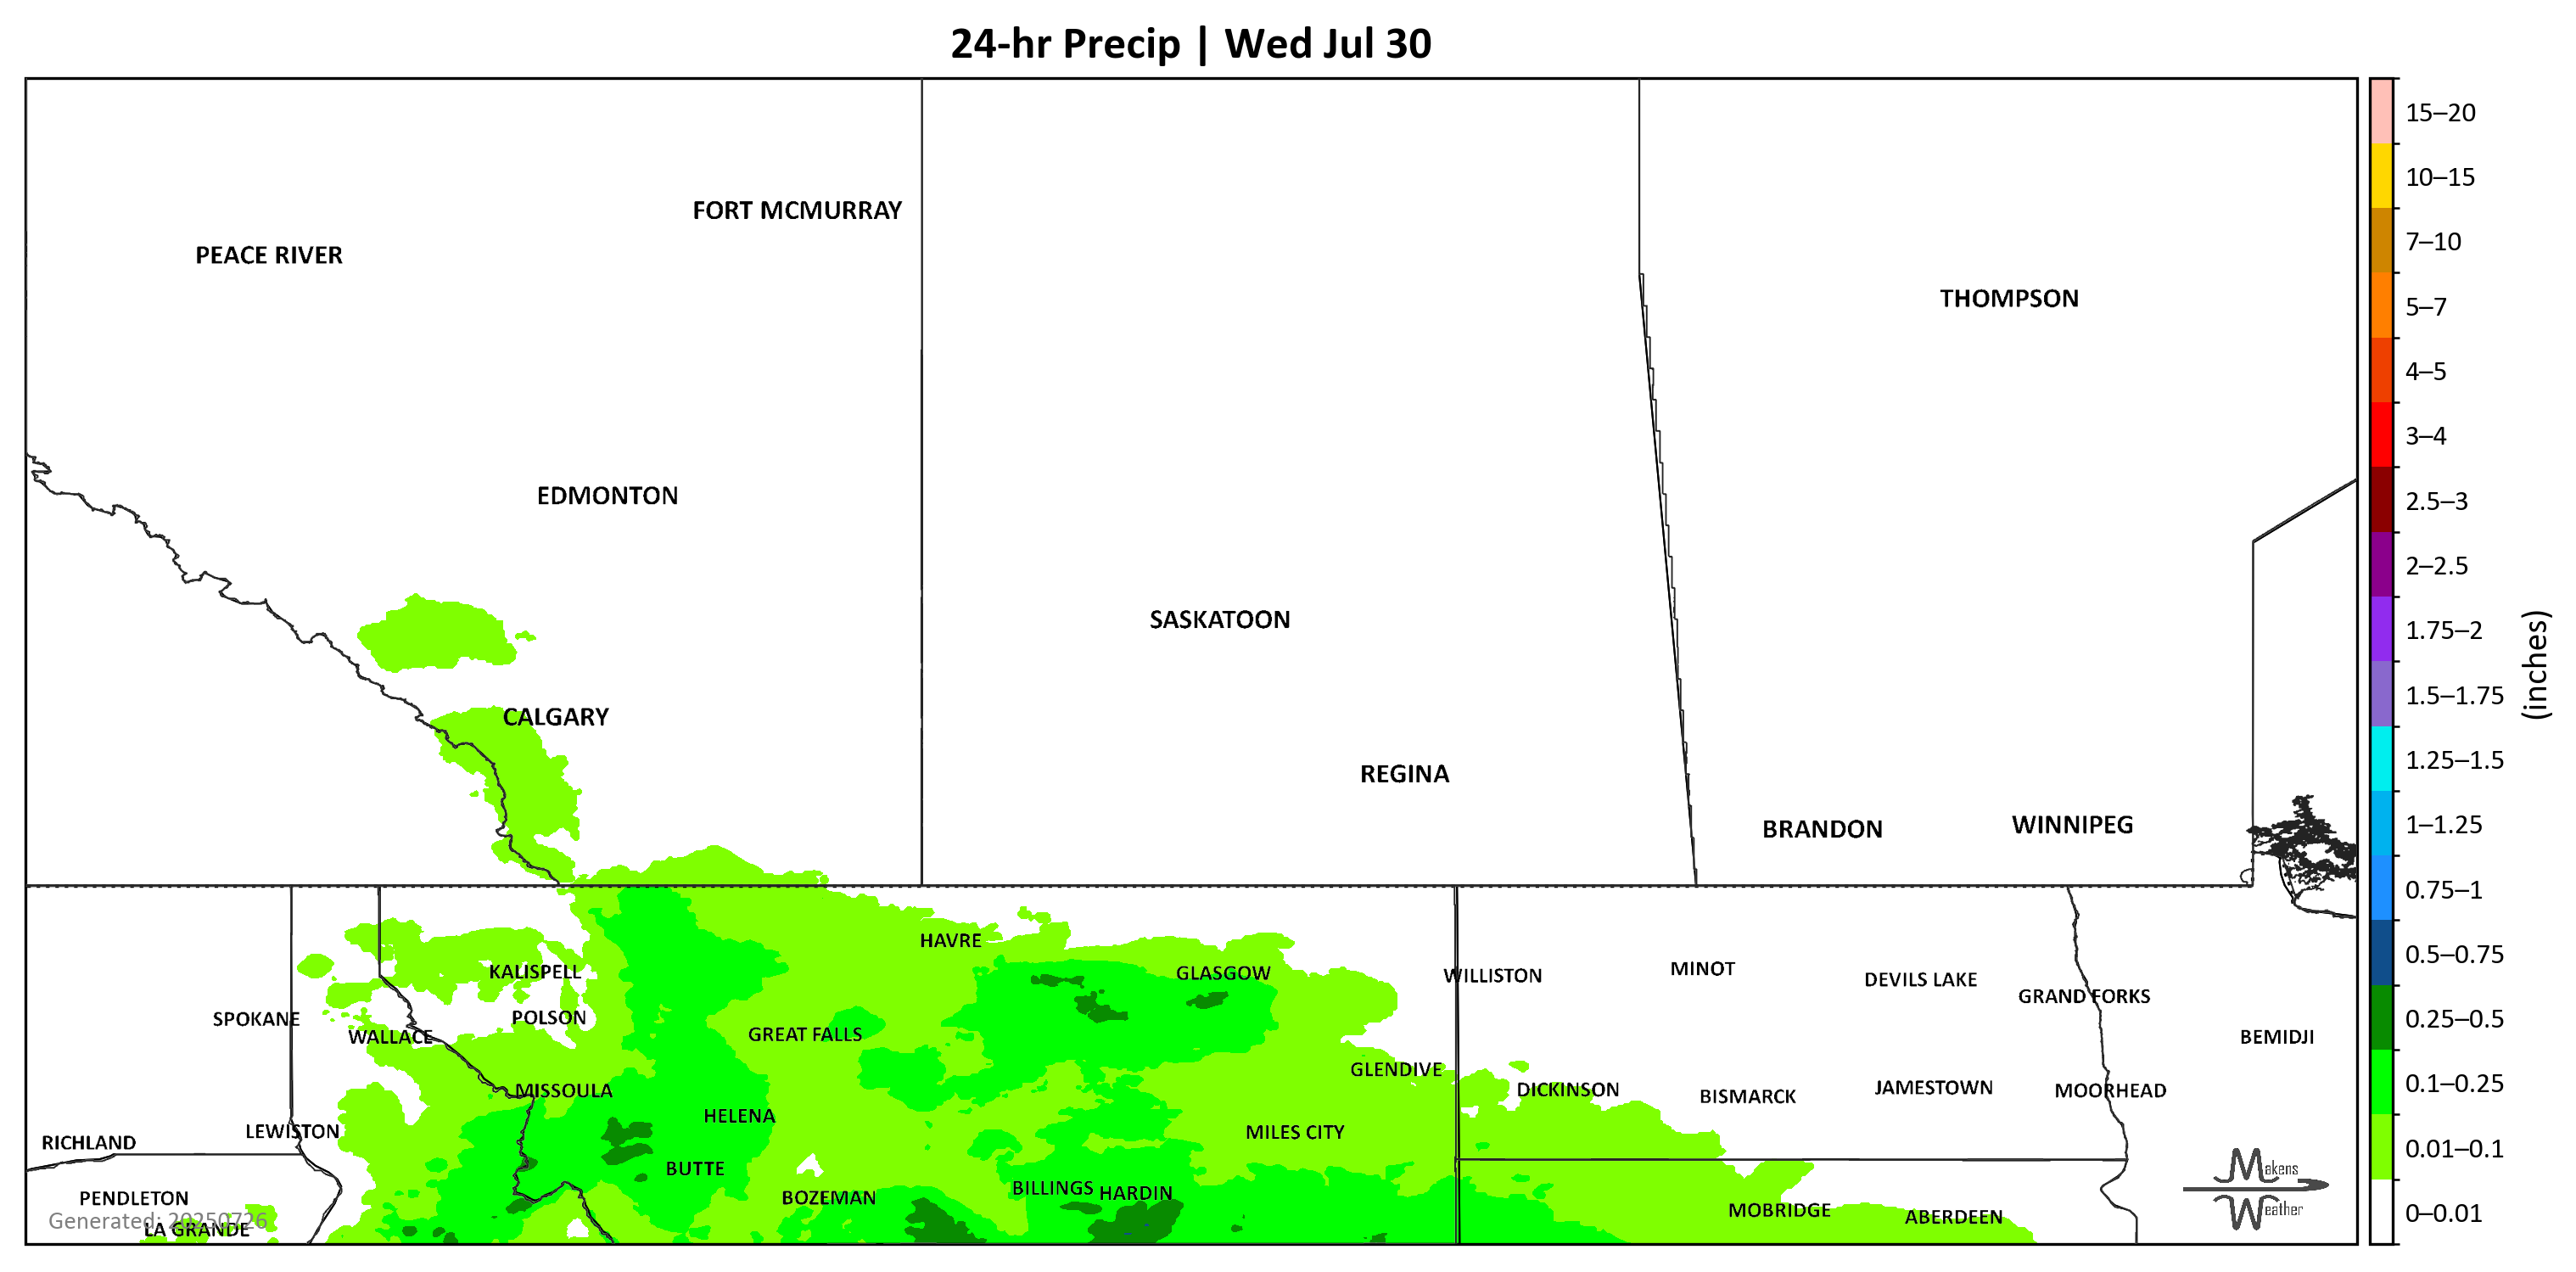 24-hr Precip | Wed Jul 30
15–20
FORT MCMURRAY
10–15
PEACE RIVER
7–10
THOMPSON
5–7
4–5
3–4
EDMONTON
2.5–3
2–2.5
SASKATOON
1.75–2
(inches)
CALGARY
1.5–1.75
REGINA
1.25–1.5
BRANDON
WINNIPEG
1–1.25
0.75–1
HAVRE
0.5–0.75
KALISPELL
GLASGOW
WILLISTON
MINOT
DEVILS LAKE
GRAND FORKS
SPOKANE
POLSON
0.25–0.5
WALLACE
GREAT FALLS
BEMIDJI
GLENDIVE
0.1–0.25
MISSOULA
DICKINSON
BISMARCK
JAMESTOWN
MOORHEAD
HELENA
RICHLAND
LEWISTON
MILES CITY
0.01–0.1
BUTTE
Makens
PENDLETON
BOZEMAN
BILLINGS
HARDIN
Weather
Generated: 20250726
LA GRANDE
MOBRIDGE
ABERDEEN
0–0.01